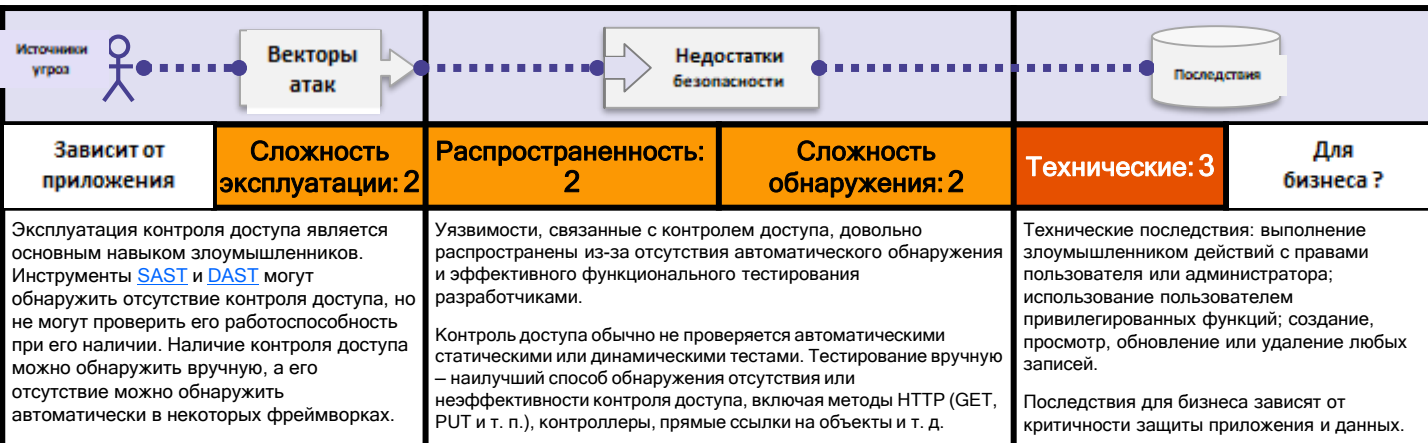 Источники
угроз
Векторы
атак
Недостатки
безопасности
Последствия
Зависит от
приложения
Сложность
эксплуатации: 2
Распространенность:
2
Сложность
обнаружения: 2
Технические: 3
Для
бизнеса ?
Эксплуатация контроля доступа является
основным навыком злоумышленников.
Инструменты SAST и DAST могут
обнаружить отсутствие контроля доступа, но
не могут проверить его работоспособность
при его наличии. Наличие контроля доступа
можно обнаружить вручную, а его
отсутствие можно обнаружить
автоматически в некоторых фреймворках.
Уязвимости, связанные с контролем доступа, довольно
распространены из-за отсутствия автоматического обнаружения
и эффективного функционального тестирования
разработчиками.
Контроль доступа обычно не проверяется автоматическими
статическими или динамическими тестами. Тестирование вручную
– наилучший способ обнаружения отсутствия или
неэффективности контроля доступа, включая методы HTTP (GET,
PUT и т. п.), контроллеры, прямые ссылки на объекты и т. д.
Технические последствия: выполнение
злоумышленником действий с правами
пользователя или администратора;
использование пользователем
привилегированных функций; создание,
просмотр, обновление или удаление любых
записей.
Последствия для бизнеса зависят от
критичности защиты приложения и данных.